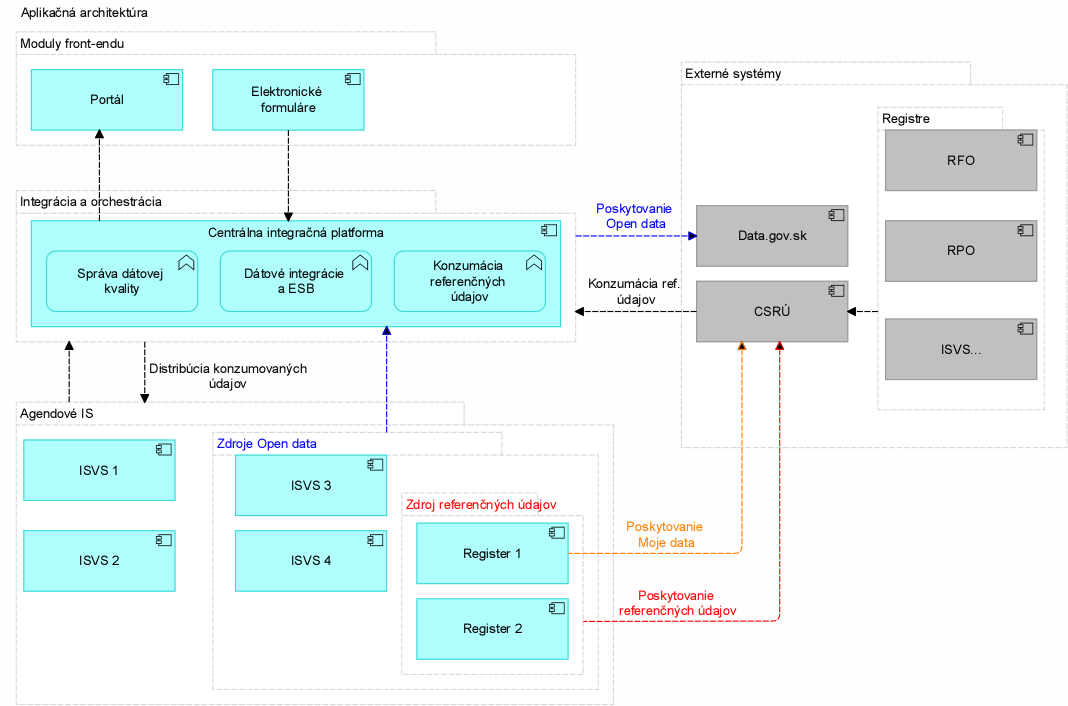 Aplikačná architektúra
Moduly front-endu
Portál
Elektronické
formuláre
Integrácia a orchestrácia
Centrálna integračná platforma
Správa dátovej
kvality
Dátové integrácie
a ESB
Konzumácia
referenčných
údajov
Poskytovanie
Open data
Konzumácia ref.
údajov
Externé systémy
Registre
RFO
RPO
ISVS...
Data.gov.sk
CSRÚ
Distribúcia konzumovaných
údajov
Agendové IS
ISVS 1
ISVS 2
Zdroje Open data
ISVS 3
ISVS 4
Zdroj referenčných údajov
Register 1
Register 2
Poskytovanie
Moje data
Poskytovanie
referenčných údajov